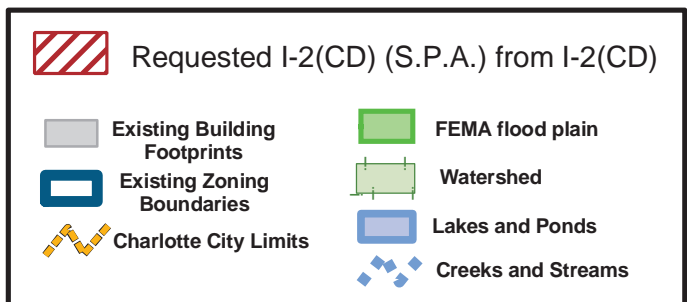 Requested I-2(CD) (S.P.A.) from I-2(CD)
Existing Building
Footprints
Existing Zoning
Boundaries
Charlotte City Limits
FEMA flood plain
Watershed
Lakes and Ponds
Creeks and Streams